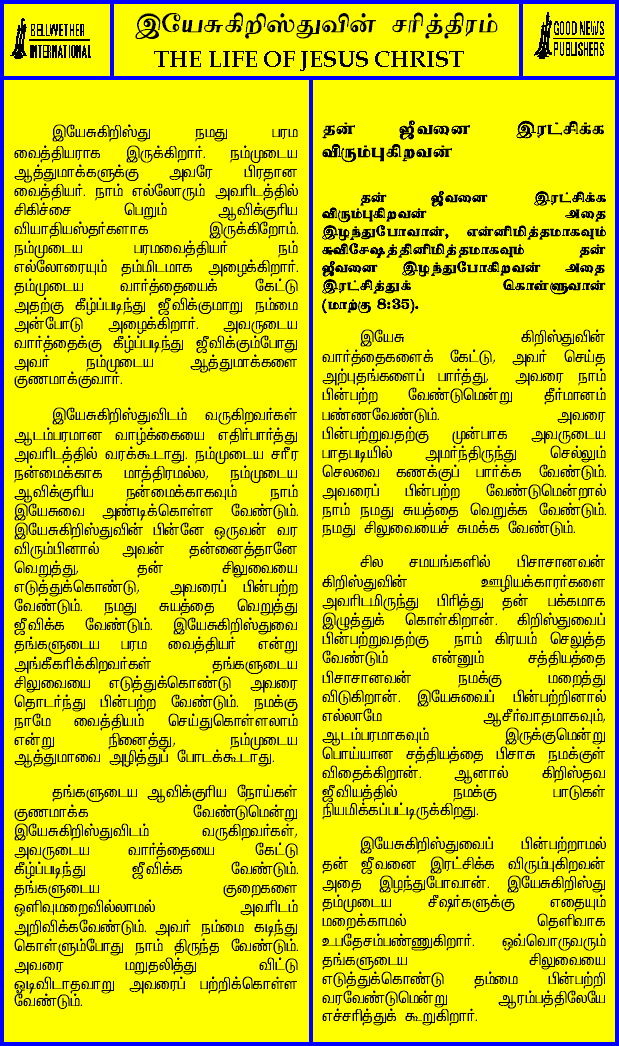 BELLWETHER
INTERNATIONAL
இயேசுகிறிஸ்துவின் சரித்திரம்
THE LIFE OF JESUS CHRIST
GOOD NEWS
PUBLISHERS
இயேசுகிறிஸ்து நமது பரம
வைத்தியராக இருக்கிறார். நம்முடைய
ஆத்துமாக்களுக்கு அவரே பிரதான
வைத்தியர். நாம் எல்லோரும் அவரிடத்தில்
சிகிச்சை பெறும் ஆவிக்குரிய
வியாதியஸ்தர்களாக இருக்கிறோம்.
நம்முடைய பரமவைத்தியர் நம்
எல்லோரையும் தம்மிடமாக அழைக்கிறார்.
தம்முடைய வார்த்தையைக் கேட்டு
அதற்கு கீழ்ப்படிந்து ஜீவிக்குமாறு நம்மை
அன்போடு அழைக்கிறார். அவருடைய
வார்த்தைக்கு கீழ்ப்படிந்து ஜீவிக்கும்போது
அவர் நம்முடைய ஆத்துமாக்களை
குணமாக்குவார்.
இயேசுகிறிஸ்துவிடம் வருகிறவர்கள்
ஆடம்பரமான வாழ்க்கையை எதிர்பார்த்து
அவரிடத்தில் வரக்கூடாது. நம்முடைய சரீர
நன்மைக்காக மாத்திரமல்ல, நம்முடைய
ஆவிக்குரிய நன்மைக்காகவும் நாம்
இயேசுவை அண்டிக்கொள்ள வேண்டும்.
இயேசுகிறிஸ்துவின் பின்னே ஒருவன் வர
விரும்பினால் அவன் தன்னைத்தானே
வெறுத்து, தன் சிலுவையை
எடுத்துக்கொண்டு, அவரைப் பின்பற்ற
வேண்டும். நமது சுயத்தை வெறுத்து
ஜீவிக்க வேண்டும். இயேசுகிறிஸ்துவை
தங்களுடைய பரம வைத்தியர் என்று
அங்கீகரிக்கிறவர்கள் தங்களுடைய
சிலுவையை எடுத்துக்கொண்டு அவரை
தொடர்ந்து பின்பற்ற வேண்டும். நமக்கு
நாமே வைத்தியம் செய்துகொள்ளலாம்
என்று நினைத்து, நம்முடைய
ஆத்துமாவை அழித்துப் போடக்கூடாது.
தங்களுடைய ஆவிக்குரிய நோய்கள்
குணமாக்க வேண்டுமென்று
இயேசுகிறிஸ்துவிடம் வருகிறவர்கள்,
அவருடைய வார்த்தையை கேட்டு
கீழ்ப்படிந்து ஜீவிக்க வேண்டும்.
தங்களுடைய குறைகளை
ஒளிவுமறைவில்லாமல் அவரிடம்
அறிவிக்கவேண்டும். அவர் நம்மை கடிந்து
கொள்ளும்போது நாம் திருந்த வேண்டும்.
அவரை மறுதலித்து விட்டு
ஓடிவிடாதவாறு அவரைப் பற்றிக்கொள்ள
வேண்டும்.
தன் ஜீவனை இரட்சிக்க
விரும்புகிறவன்
தன் ஜீவனை இரட்சிக்க
விரும்புகிறவன் அதை
இழந்துபோவான், என்னிமித்தமாகவும்
சுவிசேஷத்தினிமித்தமாகவும் தன்
ஜீவனை இழந்துபோகிறவன் அதை
இரட்சித்துக் கொள்ளுவான்
(மாற்கு 8:35).
இயேசு கிறிஸ்துவின்
வார்த்தைகளைக் கேட்டு, அவர் செய்த
அற்புதங்களைப் பார்த்து, அவரை நாம்
பின்பற்ற வேண்டுமென்று தீர்மானம்
பண்ணவேண்டும். அவரை
பின்பற்றுவதற்கு முன்பாக அவருடைய
பாதபடியில் அமர்ந்திருந்து செல்லும்
செலவை கணக்குப் பார்க்க வேண்டும்.
அவரைப் பின்பற்ற வேண்டுமென்றால்
நாம் நமது சுயத்தை வெறுக்க வேண்டும்.
நமது சிலுவையைச் சுமக்க வேண்டும்.
சில சமயங்களில் பிசாசானவன்
கிறிஸ்துவின் ஊழியக்காரர்களை
அவரிடமிருந்து பிரித்து தன் பக்கமாக
இழுத்துக் கொள்கிறான். கிறிஸ்துவைப்
பின்பற்றுவதற்கு நாம் கிரயம் செலுத்த
வேண்டும் என்னும் சத்தியத்தை
பிசாசானவன் நமக்கு மறைத்து
விடுகிறான். இயேசுவைப் பின்பற்றினால்
எல்லாமே ஆசீர்வாதமாகவும்,
ஆடம்பரமாகவும் இருக்குமென்று
பொய்யான சத்தியத்தை பிசாசு நமக்குள்
விதைக்கிறான். ஆனால் கிறிஸ்தவ
ஜீவியத்தில் நமக்கு பாடுகள்
நியமிக்கப்பட்டிருக்கிறது.
இயேசுகிறிஸ்துவைப் பின்பற்றாமல்
தன் ஜீவனை இரட்சிக்க விரும்புகிறவன்
அதை இழந்துபோவான். இயேசுகிறிஸ்து
தம்முடைய சீஷர்களுக்கு எதையும்
மறைக்காமல் தெளிவாக
உபதேசம்பண்ணுகிறார். ஒவ்வொருவரும்
தங்களுடைய சிலுவையை
எடுத்துக்கொண்டு தம்மை பின்பற்றி
வரவேண்டுமென்று ஆரம்பத்திலேயே
எச்சரித்துக் கூறுகிறார்.